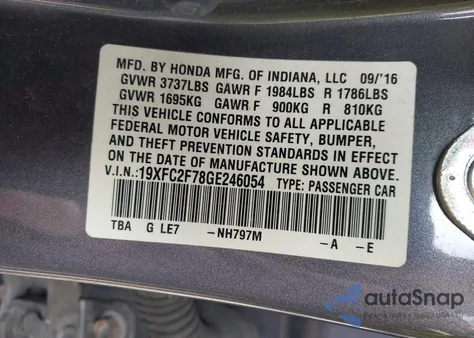 MFD. BY HONDA MFG. OF INDIANA, LLC 09/'16
GVWR 3737LBS GAWR F 1984LBS R 1786LBS
GVWR 1695KG GAWR F 900KG R 810KG
THIS VEHICLE CONFORMS TO ALL APPLICABLE
FEDERAL MOTOR VEHICLE SAFETY, BUMPER,
AND THEFT PREVENTION STANDARDS IN EFFECT
ON THE DATE OF MANUFACTURE SHOWN ABOVE.
V.I.N.:19XFC2F78GE246054 TYPE: PASSENGER CAR
TBA G LE7 -NH797M -A -E
autoSnap